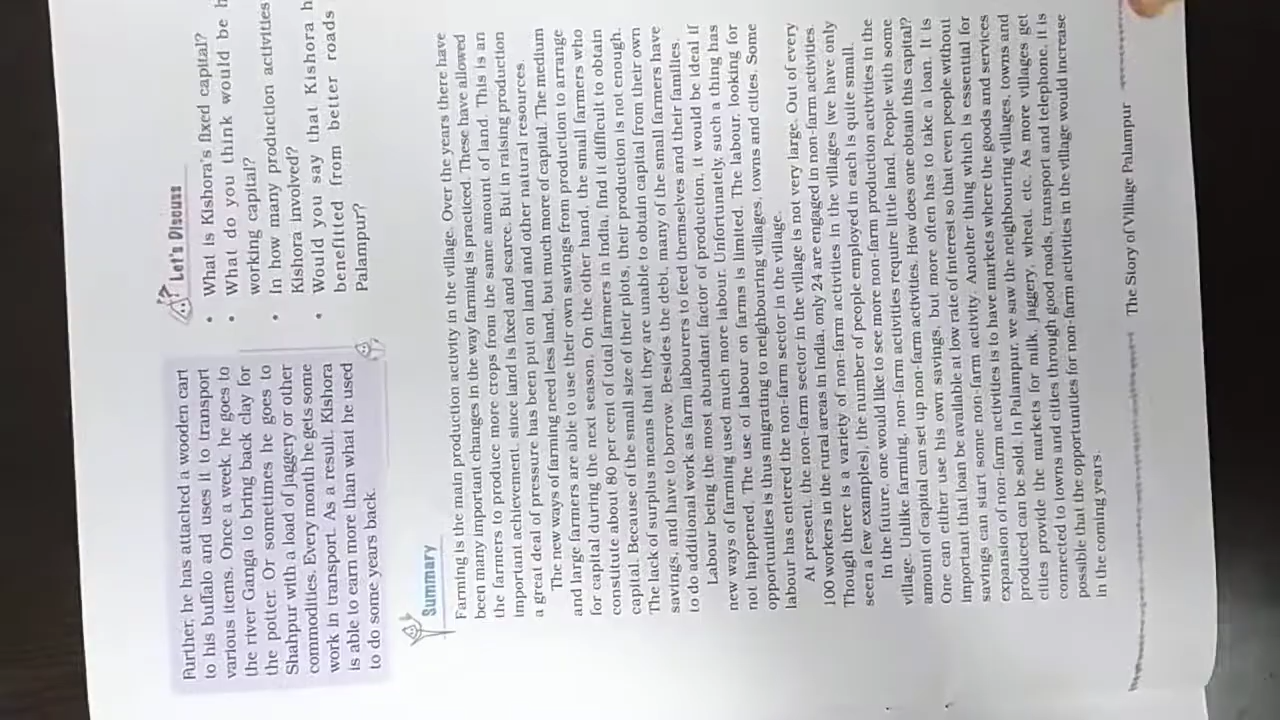 Further, he has attached a wooden cart
to his buffalo and uses it to transport
various items. Once a week, he goes to
the river Ganga to bring back clay for
the potter. Or sometimes he goes to
Shahpur with a load of jaggery or other
commodities. Every month he gets some
work in transport. As a result, Kishora
is able to earn more than what he used
to do some years back.
Let's Discuss
• What is Kishora's fixed capital?
• What do you think would be h
working capital?
• In how many production activities
Kishora involved?
• Would you say that Kishora h
benefitted from better roads
Palampur?
Summary
Farming is the main production activity in the village. Over the years there have
been many important changes in the way farming is practiced. These have allowed
the farmers to produce more crops from the same amount of land. This is an
important achievement, since land is fixed and scarce. But in raising production
a great deal of pressure has been put on land and other natural resources.
The new ways of farming need less land, but much more of capital. The medium
and large farmers are able to use their own savings from production to arrange
for capital during the next season. On the other hand, the small farmers who
constitute about 80 per cent of total farmers in India, find it difficult to obtain
capital. Because of the small size of their plots, their production is not enough.
The lack of surplus means that they are unable to obtain capital from their own
savings, and have to borrow. Besides the debt, many of the small farmers have
to do additional work as farm labourers to feed themselves and their families.
Labour being the most abundant factor of production, it would be ideal if
new ways of farming used much more labour. Unfortunately, such a thing has
not happened. The use of labour on farms is limited. The labour, looking for
opportunities is thus migrating to neighbouring villages, towns and cities. Some
labour has entered the non-farm sector in the village.
At present, the non-farm sector in the village is not very large. Out of every
100 workers in the rural areas in India, only 24 are engaged in non-farm activities.
Though there is a variety of non-farm activities in the villages (we have only
seen a few examples), the number of people employed in each is quite small.
In the future, one would like to see more non-farm production activities in the
village. Unlike farming, non-farm activities require little land. People with some
amount of capital can set up non-farm activities. How does one obtain this capital?
One can either use his own savings, but more often has to take a loan. It is
important that loan be available at low rate of interest so that even people without
savings can start some non-farm activity. Another thing which is essential for
expansion of non-farm activities is to have markets where the goods and services
produced can be sold. In Palampur, we saw the neighbouring villages, towns and
cities provide the markets for milk, jaggery, wheat, etc. As more villages get
connected to towns and cities through good roads, transport and telephone, it is
possible that the opportunities for non-farm activities in the village would increase
in the coming years.
The Story of Village Palampur